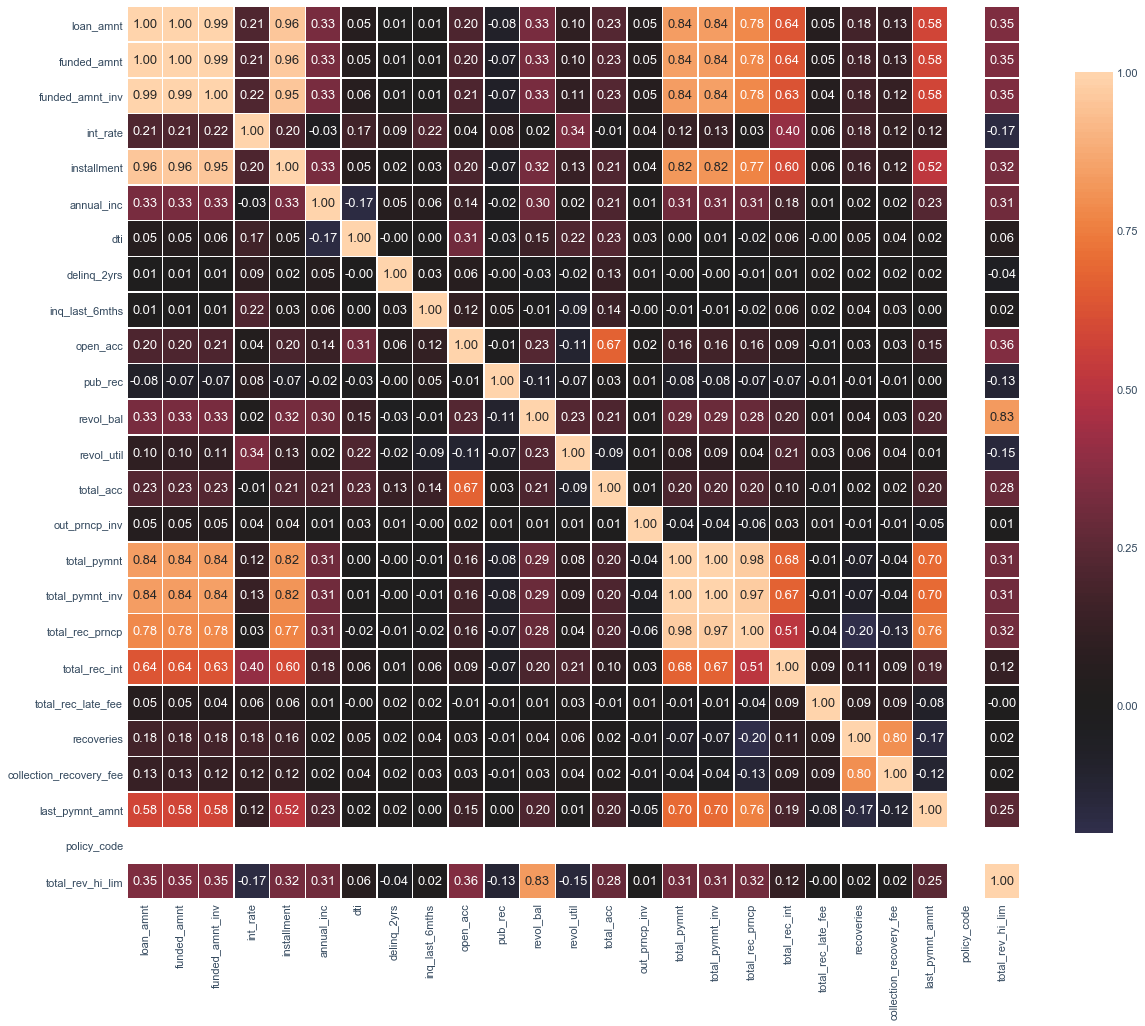 loan_amnt 1.00 1.00 0.99 0.21 0.96 0.33 0.05 0.01 0.01 0.20 -0.08 0.33 0.10 0.23 0.05 0.84 0.84 0.78 0.64 0.05 0.18 0.13 0.58 0.35
funded_amnt 1.00 1.00 0.99 0.21 0.96 0.33 0.05 0.01 0.01 0.20 -0.07 0.33 0.10 0.23 0.05 0.84 0.84 0.78 0.64 0.05 0.18 0.13 0.58 0.35
funded_amnt_inv 0.99 0.99 1.00 0.22 0.95 0.33 0.06 0.01 0.01 0.21 -0.07 0.33 0.11 0.23 0.05 0.84 0.84 0.78 0.63 0.04 0.18 0.12 0.58 0.35
int_rate 0.21 0.21 0.22 1.00 0.20 -0.03 0.17 0.09 0.22 0.04 0.08 0.02 0.34 -0.01 0.04 0.12 0.13 0.03 0.40 0.06 0.18 0.12 0.12 -0.17
installment 0.96 0.96 0.95 0.20 1.00 0.33 0.05 0.02 0.03 0.20 -0.07 0.32 0.13 0.21 0.04 0.82 0.82 0.77 0.60 0.06 0.16 0.12 0.52 0.32
annual_inc 0.33 0.33 0.33 -0.03 0.33 1.00 -0.17 0.05 0.06 0.14 -0.02 0.30 0.02 0.21 0.01 0.31 0.31 0.31 0.18 0.01 0.02 0.02 0.23 0.31
dti 0.05 0.05 0.06 0.17 0.05 -0.17 1.00 -0.00 0.00 0.31 -0.03 0.15 0.22 0.23 0.03 0.00 0.01 -0.02 0.06 -0.00 0.05 0.04 0.02 0.06
delinq_2yrs 0.01 0.01 0.01 0.09 0.02 0.05 -0.00 1.00 0.03 0.06 -0.00 -0.03 -0.02 0.13 0.01 -0.00 -0.00 -0.01 0.01 0.02 0.02 0.02 0.02 -0.04
inq_last_6mths 0.01 0.01 0.01 0.22 0.03 0.06 0.00 0.03 1.00 0.12 0.05 -0.01 -0.09 0.14 -0.00 -0.01 -0.01 -0.02 0.06 0.02 0.04 0.03 0.00 0.02
open_acc 0.20 0.20 0.21 0.04 0.20 0.14 0.31 0.06 0.12 1.00 -0.01 0.23 -0.11 0.67 0.02 0.16 0.16 0.16 0.09 -0.01 0.03 0.03 0.15 0.36
pub_rec -0.08 -0.07 -0.07 0.08 -0.07 -0.02 -0.03 -0.00 0.05 -0.01 1.00 -0.11 -0.07 0.03 0.01 -0.08 -0.08 -0.07 -0.07 -0.01 -0.01 -0.01 0.00 -0.13
revol_bal 0.33 0.33 0.33 0.02 0.32 0.30 0.15 -0.03 -0.01 0.23 -0.11 1.00 0.23 0.21 0.01 0.29 0.29 0.28 0.20 0.01 0.04 0.03 0.20 0.83
revol_util 0.10 0.10 0.11 0.34 0.13 0.02 0.22 -0.02 -0.09 -0.11 -0.07 0.23 1.00 -0.09 0.01 0.08 0.09 0.04 0.21 0.03 0.06 0.04 0.01 -0.15
total_acc 0.23 0.23 0.23 -0.01 0.21 0.21 0.23 0.13 0.14 0.67 0.03 0.21 -0.09 1.00 0.01 0.20 0.20 0.20 0.10 -0.01 0.02 0.02 0.20 0.28
out_prncp_inv 0.05 0.05 0.05 0.04 0.04 0.01 0.03 0.01 -0.00 0.02 0.01 0.01 0.01 0.01 1.00 -0.04 -0.04 -0.06 0.03 0.01 -0.01 -0.01 -0.05 0.01
total_pymnt 0.84 0.84 0.84 0.12 0.82 0.31 0.00 -0.00 -0.01 0.16 -0.08 0.29 0.08 0.20 -0.04 1.00 1.00 0.98 0.68 -0.01 -0.07 -0.04 0.70 0.31
total_pymnt_inv 0.84 0.84 0.84 0.13 0.82 0.31 0.01 -0.00 -0.01 0.16 -0.08 0.29 0.09 0.20 -0.04 1.00 1.00 0.97 0.67 -0.01 -0.07 -0.04 0.70 0.31
total_rec_prncp 0.78 0.78 0.78 0.03 0.77 0.31 -0.02 -0.01 -0.02 0.16 -0.07 0.28 0.04 0.20 -0.06 0.98 0.97 1.00 0.51 -0.04 -0.20 -0.13 0.76 0.32
total_rec_int 0.64 0.64 0.63 0.40 0.60 0.18 0.06 0.01 0.06 0.09 -0.07 0.20 0.21 0.10 0.03 0.68 0.67 0.51 1.00 0.09 0.11 0.09 0.19 0.12
total_rec_late_fee 0.05 0.05 0.04 0.06 0.06 0.01 -0.00 0.02 0.02 -0.01 -0.01 0.01 0.03 -0.01 0.01 -0.01 -0.01 -0.04 0.09 1.00 0.09 0.09 -0.08 -0.00
recoveries 0.18 0.18 0.18 0.18 0.16 0.02 0.05 0.02 0.04 0.03 -0.01 0.04 0.06 0.02 -0.01 -0.07 -0.07 -0.20 0.11 0.09 1.00 0.80 -0.17 0.02
collection_recovery_fee 0.13 0.13 0.12 0.12 0.12 0.02 0.04 0.02 0.03 0.03 -0.01 0.03 0.04 0.02 -0.01 -0.04 -0.04 -0.13 0.09 0.09 0.80 1.00 -0.12 0.02
last_pymnt_amnt 0.58 0.58 0.58 0.12 0.52 0.23 0.02 0.02 0.00 0.15 0.00 0.20 0.01 0.20 -0.05 0.70 0.70 0.76 0.19 -0.08 -0.17 -0.12 1.00 0.25
policy_code
total_rev_hi_lim 0.35 0.35 0.35 -0.17 0.32 0.31 0.06 -0.04 0.02 0.36 -0.13 0.83 -0.15 0.28 0.01 0.31 0.31 0.32 0.12 -0.00 0.02 0.02 0.25 1.00
loan_amnt
funded_amnt
funded_amnt_inv
int_rate
installment
annual_inc
dti
delinq_2yrs
inq_last_6mths
open_acc
pub_rec
revol_bal
revol_util
total_acc
out_prncp_inv
total_pymnt
total_pymnt_inv
total_rec_prncp
total_rec_int
total_rec_late_fee
recoveries
collection_recovery_fee
last_pymnt_amnt
policy_code
total_rev_hi_lim
1.00
0.75
0.50
0.25
0.00